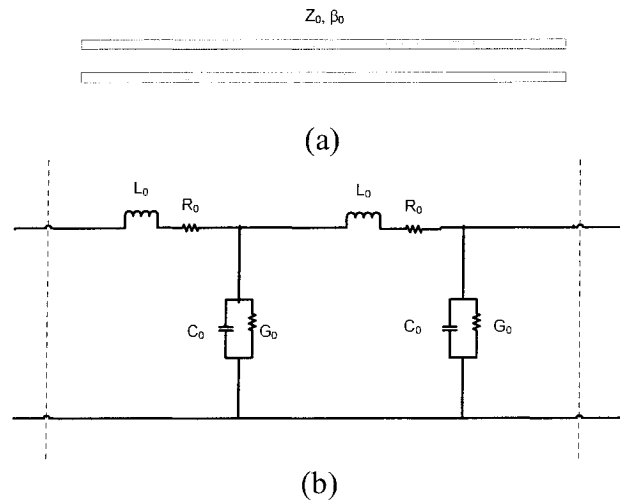 Z₀, β₀
(a)
L₀ R₀ L₀ R₀
C₀ G₀ C₀ G₀
(b)